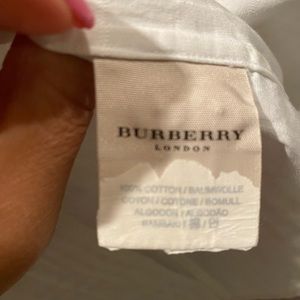 BURBERRY
LONDON
100% COTTON / BAUMWOLLE
COTON / COTONE / BOMULL
ALGODON / ALGODÃO